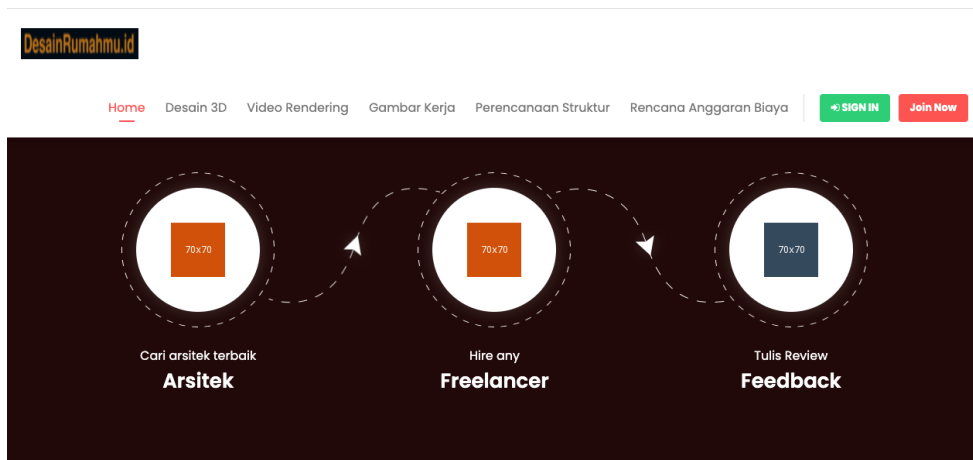 DesainRumahmu.id
Home Desain 3D Video Rendering Gambar Kerja Perencanaan Struktur Rencana Anggaran Biaya SIGN IN Join Now
70x70 70x70 70x70
Cari arsitek terbaik Hire any Tulis Review
Arsitek Freelancer Feedback